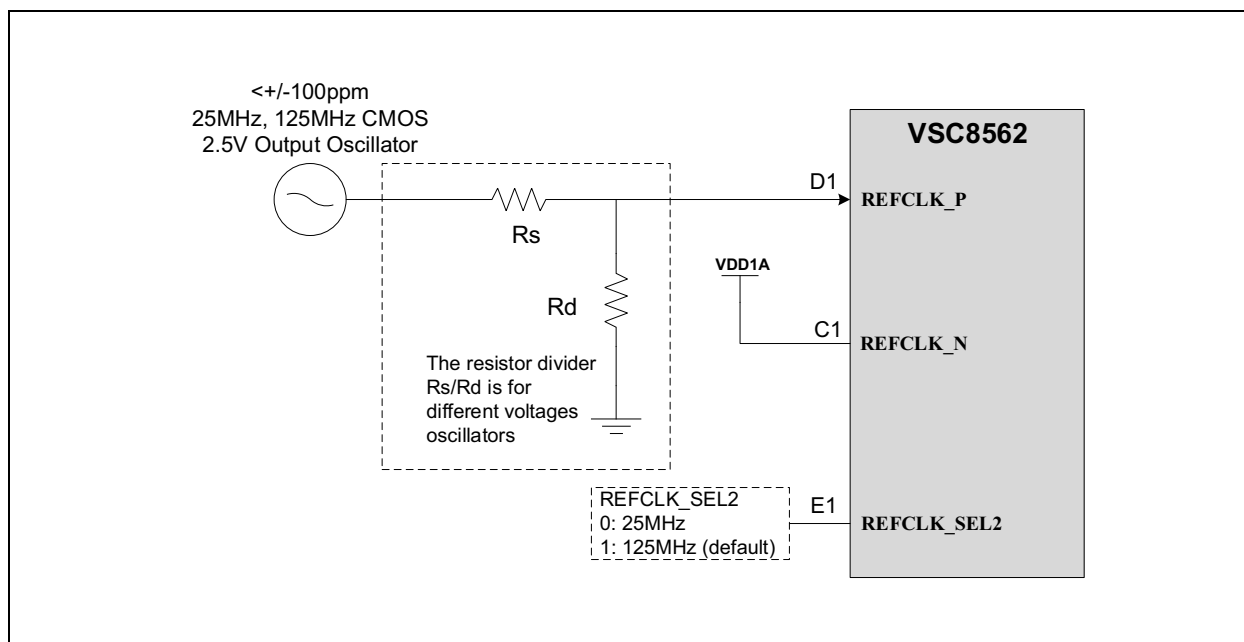 <+/-100ppm
25MHz, 125MHz CMOS
2.5V Output Oscillator
VSC8562
D1
REFCLK_P
Rs
VDD1A
Rd
C1
REFCLK_N
The resistor divider
Rs/Rd is for
different voltages
oscillators
REFCLK_SEL2
0: 25MHz
1: 125MHz (default)
E1
REFCLK_SEL2